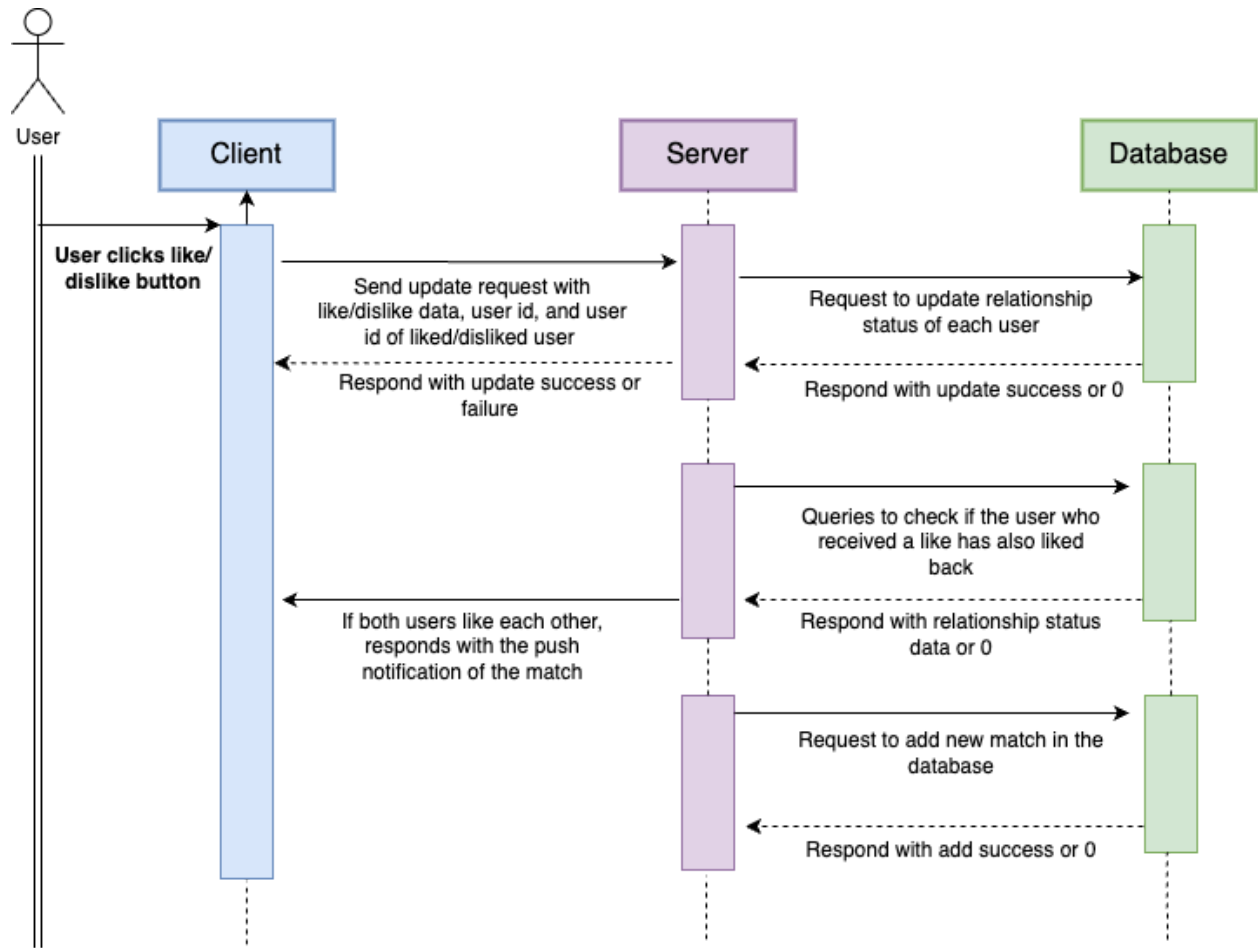 User
Client
Server
Database
User clicks like/
dislike button
Send update request with
like/dislike data, user id, and user
id of liked/disliked user
Request to update relationship
status of each user
Respond with update success or
failure
Respond with update success or 0
Queries to check if the user who
received a like has also liked
back
If both users like each other,
responds with the push
notification of the match
Respond with relationship status
data or 0
Request to add new match in the
database
Respond with add success or 0